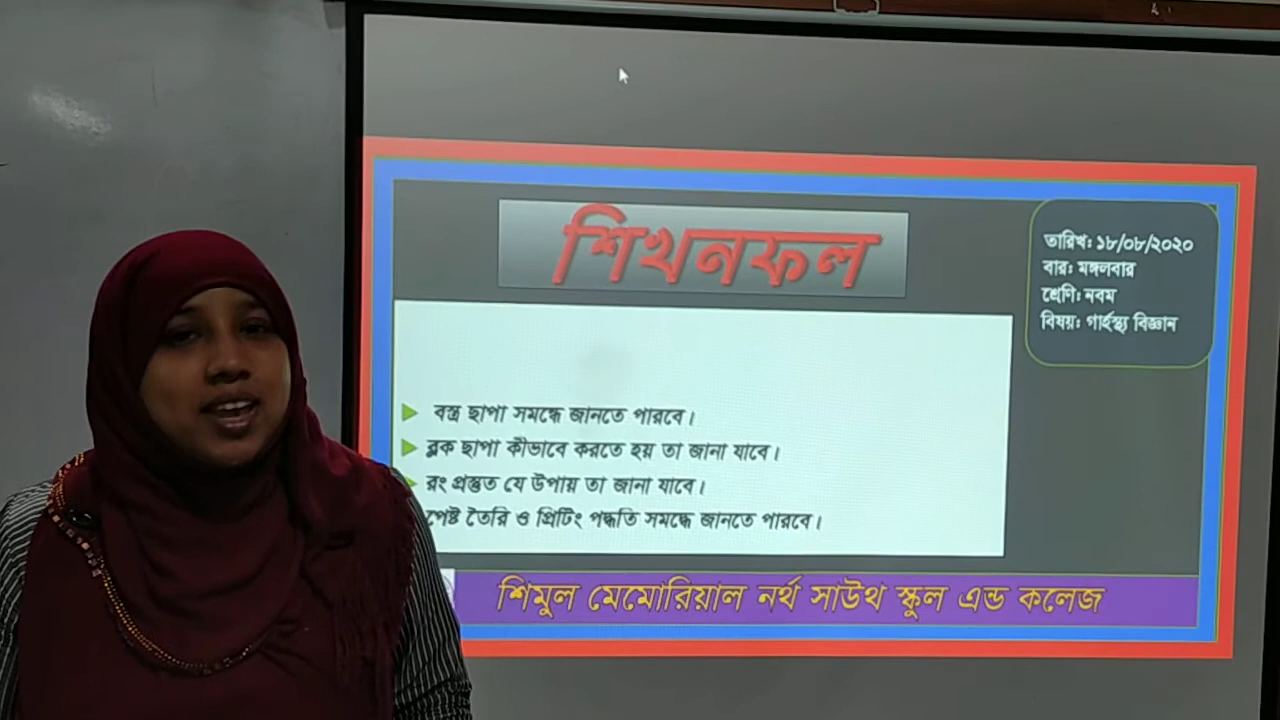 শিখনফল
তারিখ: ১৮/০৮/২০২০
বার: মঙ্গলবার
শ্রেণি: নবম
বিষয়: গার্হস্থ্য বিজ্ঞান
বস্ত্র ছাপা সমন্ধে জানতে পারবে।
ব্লক ছাপা কীভাবে করতে হয় তা জানা যাবে।
রং প্রস্তুত যে উপায় তা জানা যাবে।
পেষ্ট তৈরি ও প্রিটিং পদ্ধতি সমন্ধে জানতে পারবে।
শিমুল মেমোরিয়াল নর্থ সাউথ স্কুল এন্ড কলেজ